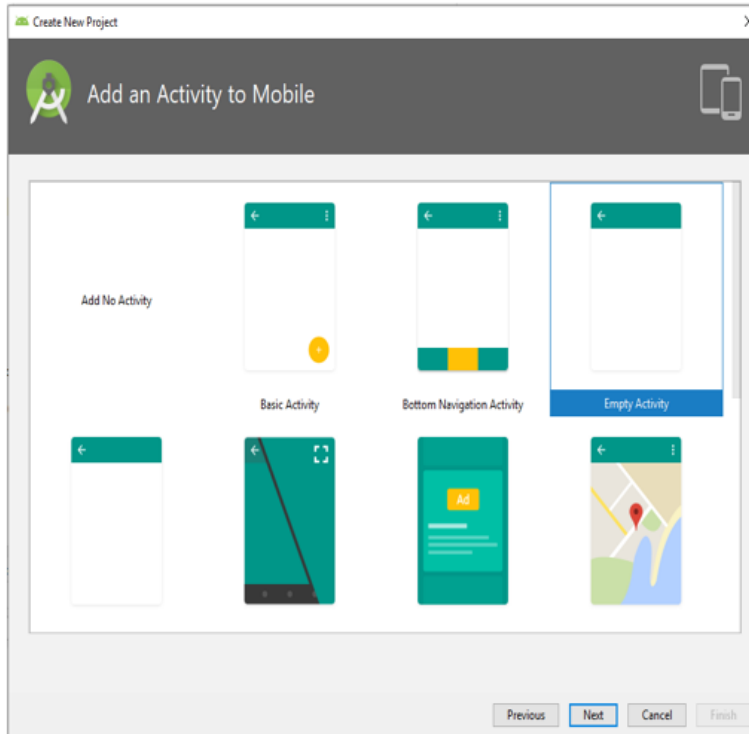 Create New Project
Add an Activity to Mobile
Add No Activity
Basic Activity
Bottom Navigation Activity
Empty Activity
Ad
Previous
Next
Cancel
Finish